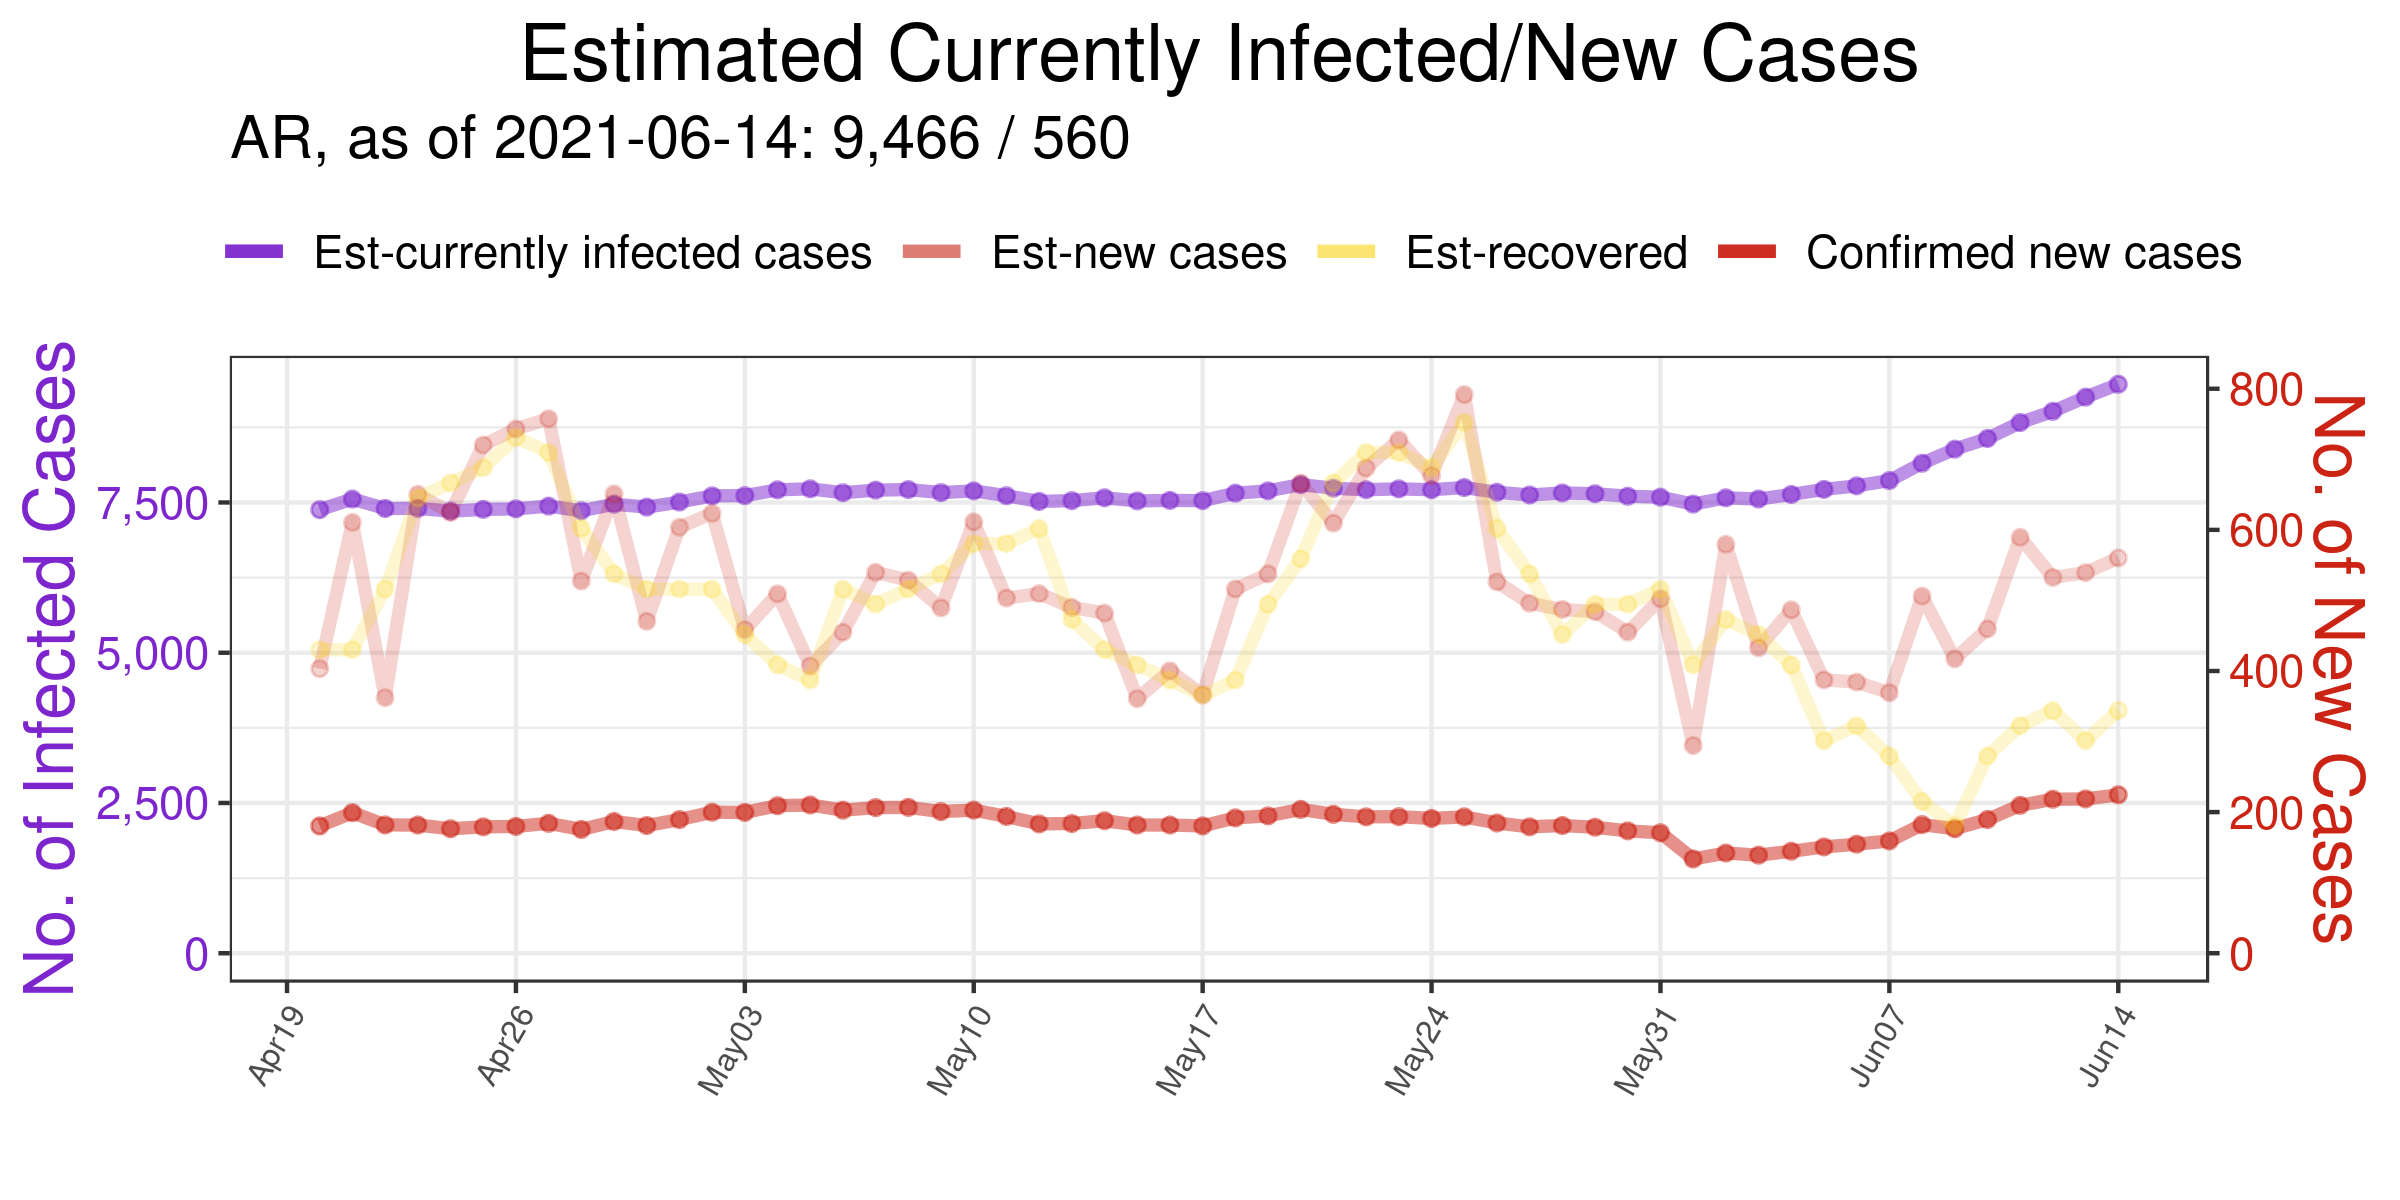 Estimated Currently Infected/New Cases
AR, as of 2021-06-14: 9,466 / 560
Est-currently infected cases Est-new cases Est-recovered Confirmed new cases
No. of Infected Cases
7,500
5,000
2,500
0
800
600
400
200
0
No. of New Cases
Apr19 Apr26 May03 May10 May17 May24 May31 Jun07 Jun14